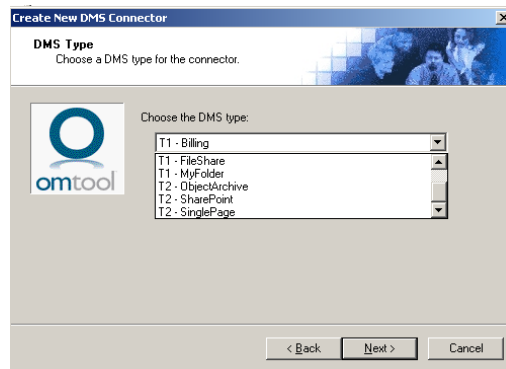 Create New DMS Connector
DMS Type
Choose a DMS type for the connector.
omtool
Choose the DMS type:
T1 - Billing
T1 - FileShare
T1 - MyFolder
T2 - ObjectArchive
T2 - SharePoint
T2 - SinglePage
< Back
Next >
Cancel